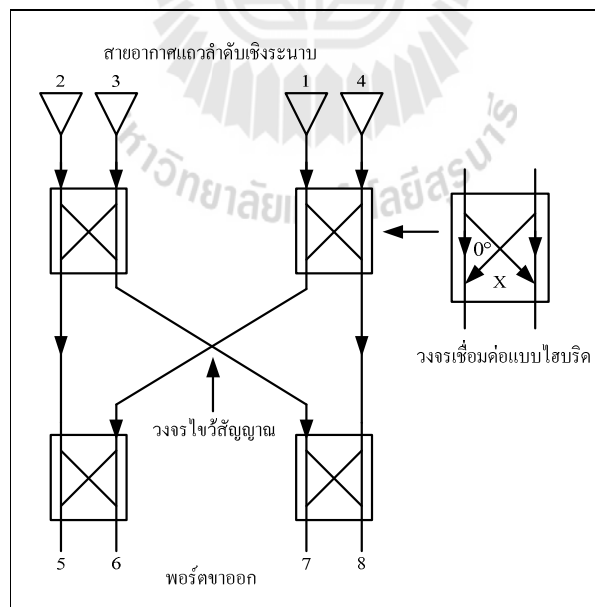 สายอากาศแถวลำดับเชิงระนาบ
2 3 1 4
0°
X
วงจรเชื่อมต่อแบบไฮบริด
วงจรไขว้สัญญาณ
5 6 7 8
พอร์ตขาออก